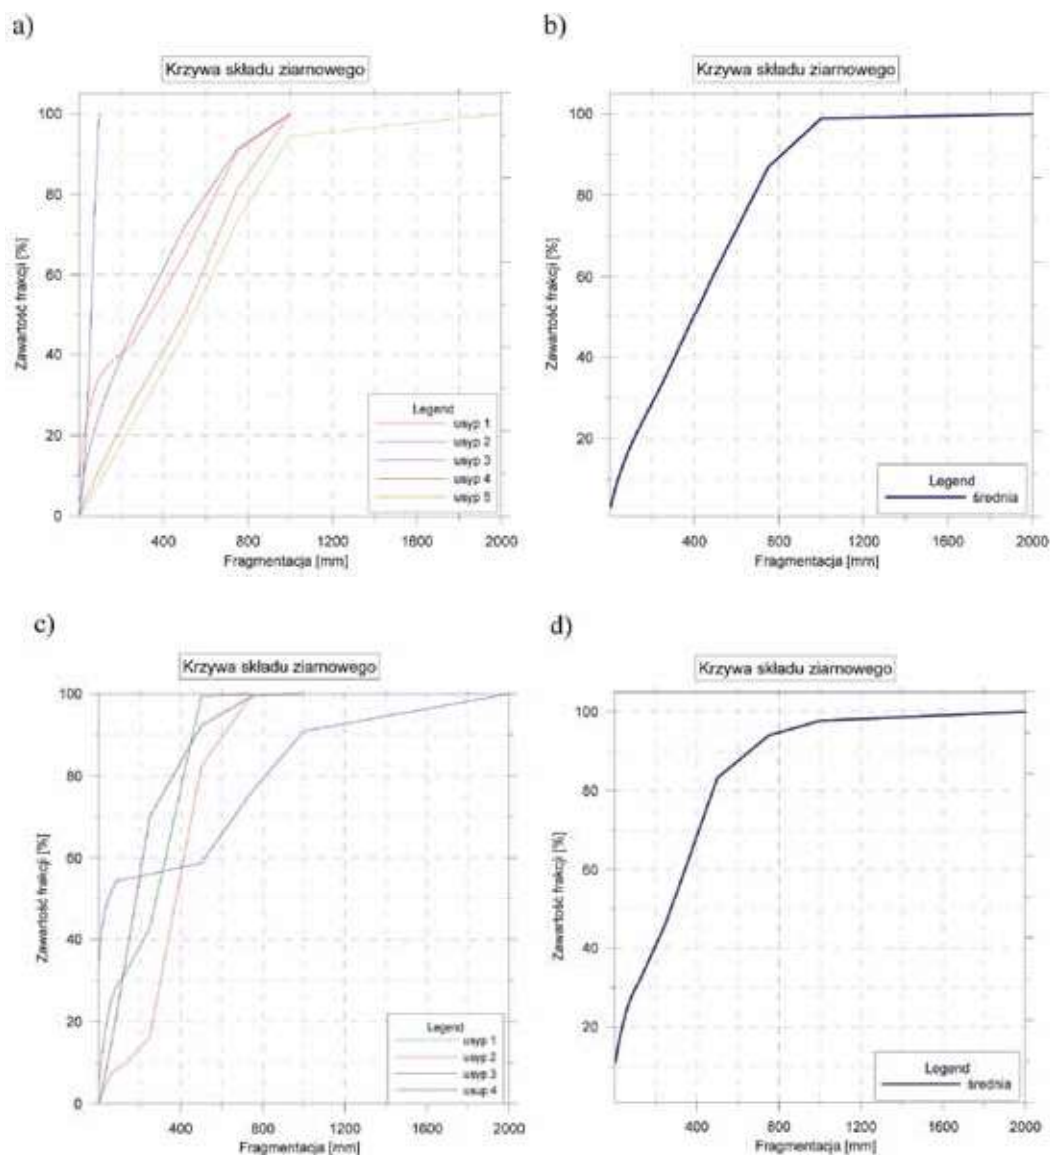 a)
Krzywa składu ziarnowego
100
80
60
40
20
0
Zawartość frakcji [%]
Legend
usyp 1
usyp 2
usyp 3
usyp 4
usyp 5
400 800 1200 1600 2000
Fragmentacja [mm]
b)
Krzywa składu ziarnowego
100
80
60
40
20
Zawartość frakcji [%]
Legend
średnia
400 800 1200 1600 2000
Fragmentacja [mm]
c)
Krzywa składu ziarnowego
100
80
60
40
20
0
Zawartość frakcji [%]
Legend
usyp 1
usyp 2
usyp 3
usup 4
400 800 1200 1600 2000
Fragmentacja [mm]
d)
Krzywa składu ziarnowego
100
80
60
40
20
Zawartość frakcji [%]
Legend
średnia
400 800 1200 1600 2000
Fragmentacja [mm]